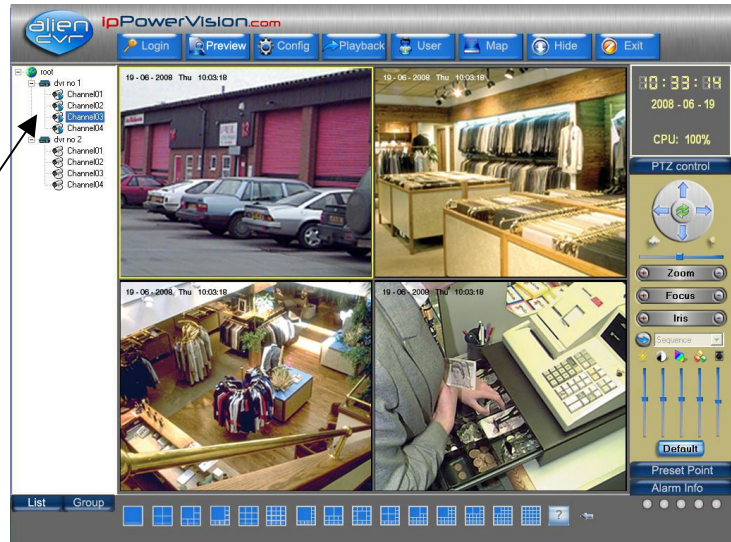 alien DVR
ipPowerVision.com
Login Preview Config Playback User Map Hide Exit
root
dvr no 1
Channel01
Channel02
Channel03
Channel04
dvr no 2
Channel01
Channel02
Channel03
Channel04
19 - 06 - 2008 Thu 10:03:18
19 - 06 - 2008 Thu 10:03:18
19 - 06 - 2008 Thu 10:03:18
19 - 06 - 2008 Thu 10:03:18
10:33:14
2008 - 06 - 19
CPU: 100%
PTZ control
Zoom
Focus
Iris
Sequence
Default
Preset Point
Alarm Info
List Group
?